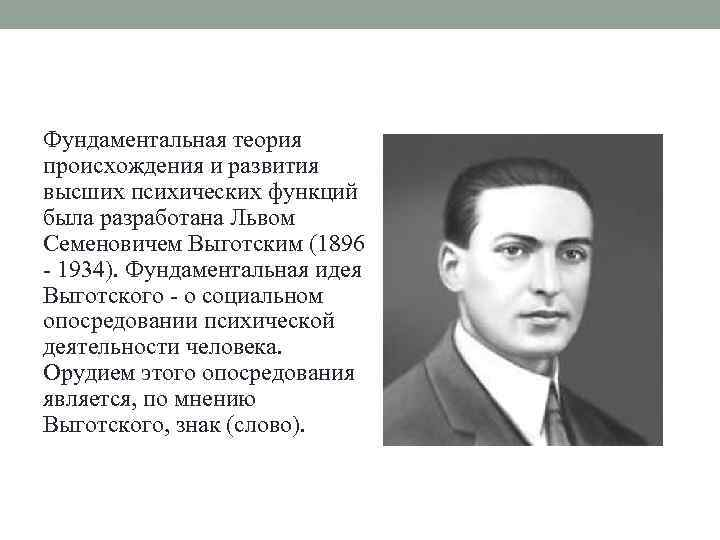 Фундаментальная теория
происхождения и развития
высших психических функций
была разработана Львом
Семеновичем Выготским (1896
- 1934). Фундаментальная идея
Выготского - о социальном
опосредовании психической
деятельности человека.
Орудием этого опосредования
является, по мнению
Выготского, знак (слово).